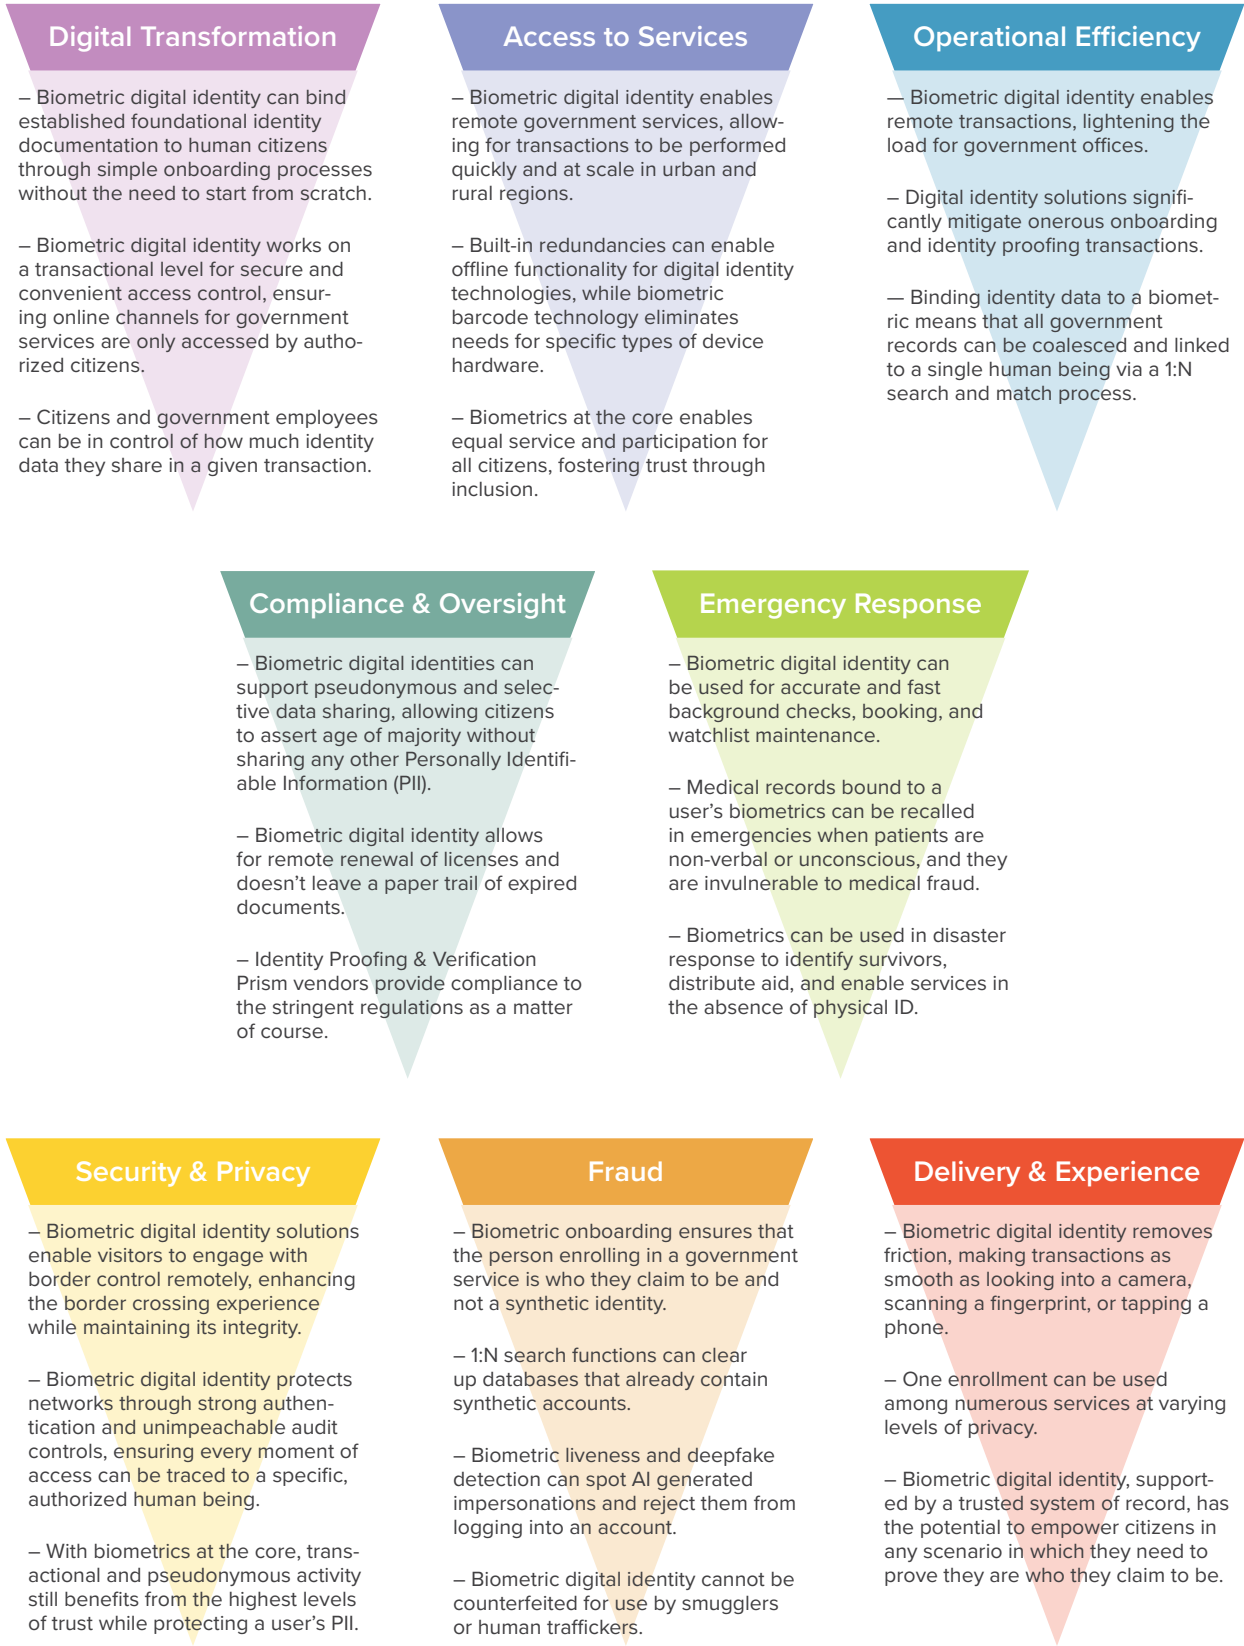 Digital Transformation
– Biometric digital identity can bind
established foundational identity
documentation to human citizens
through simple onboarding processes
without the need to start from scratch.
– Biometric digital identity works on
a transactional level for secure and
convenient access control, ensur-
ing online channels for government
services are only accessed by autho-
rized citizens.
– Citizens and government employees
can be in control of how much identity
data they share in a given transaction.
Access to Services
– Biometric digital identity enables
remote government services, allow-
ing for transactions to be performed
quickly and at scale in urban and
rural regions.
– Built-in redundancies can enable
offline functionality for digital identity
technologies, while biometric
barcode technology eliminates
needs for specific types of device
hardware.
– Biometrics at the core enables
equal service and participation for
all citizens, fostering trust through
inclusion.
Operational Efficiency
— Biometric digital identity enables
remote transactions, lightening the
load for government offices.
– Digital identity solutions signifi-
cantly mitigate onerous onboarding
and identity proofing transactions.
— Binding identity data to a biomet-
ric means that all government
records can be coalesced and linked
to a single human being via a 1:N
search and match process.
Compliance & Oversight
– Biometric digital identities can
support pseudonymous and selec-
tive data sharing, allowing citizens
to assert age of majority without
sharing any other Personally Identifi-
able Information (PII).
– Biometric digital identity allows
for remote renewal of licenses and
doesn’t leave a paper trail of expired
documents.
– Identity Proofing & Verification
Prism vendors provide compliance to
the stringent regulations as a matter
of course.
Emergency Response
– Biometric digital identity can
be used for accurate and fast
background checks, booking, and
watchlist maintenance.
– Medical records bound to a
user’s biometrics can be recalled
in emergencies when patients are
non-verbal or unconscious, and they
are invulnerable to medical fraud.
– Biometrics can be used in disaster
response to identify survivors,
distribute aid, and enable services in
the absence of physical ID.
Security & Privacy
– Biometric digital identity solutions
enable visitors to engage with
border control remotely, enhancing
the border crossing experience
while maintaining its integrity.
– Biometric digital identity protects
networks through strong authen-
tication and unimpeachable audit
controls, ensuring every moment of
access can be traced to a specific,
authorized human being.
– With biometrics at the core, trans-
actional and pseudonymous activity
still benefits from the highest levels
of trust while protecting a user’s PII.
Fraud
– Biometric onboarding ensures that
the person enrolling in a government
service is who they claim to be and
not a synthetic identity.
– 1:N search functions can clear
up databases that already contain
synthetic accounts.
– Biometric liveness and deepfake
detection can spot AI generated
impersonations and reject them from
logging into an account.
– Biometric digital identity cannot be
counterfeited for use by smugglers
or human traffickers.
Delivery & Experience
– Biometric digital identity removes
friction, making transactions as
smooth as looking into a camera,
scanning a fingerprint, or tapping a
phone.
– One enrollment can be used
among numerous services at varying
levels of privacy.
– Biometric digital identity, support-
ed by a trusted system of record, has
the potential to empower citizens in
any scenario in which they need to
prove they are who they claim to be.